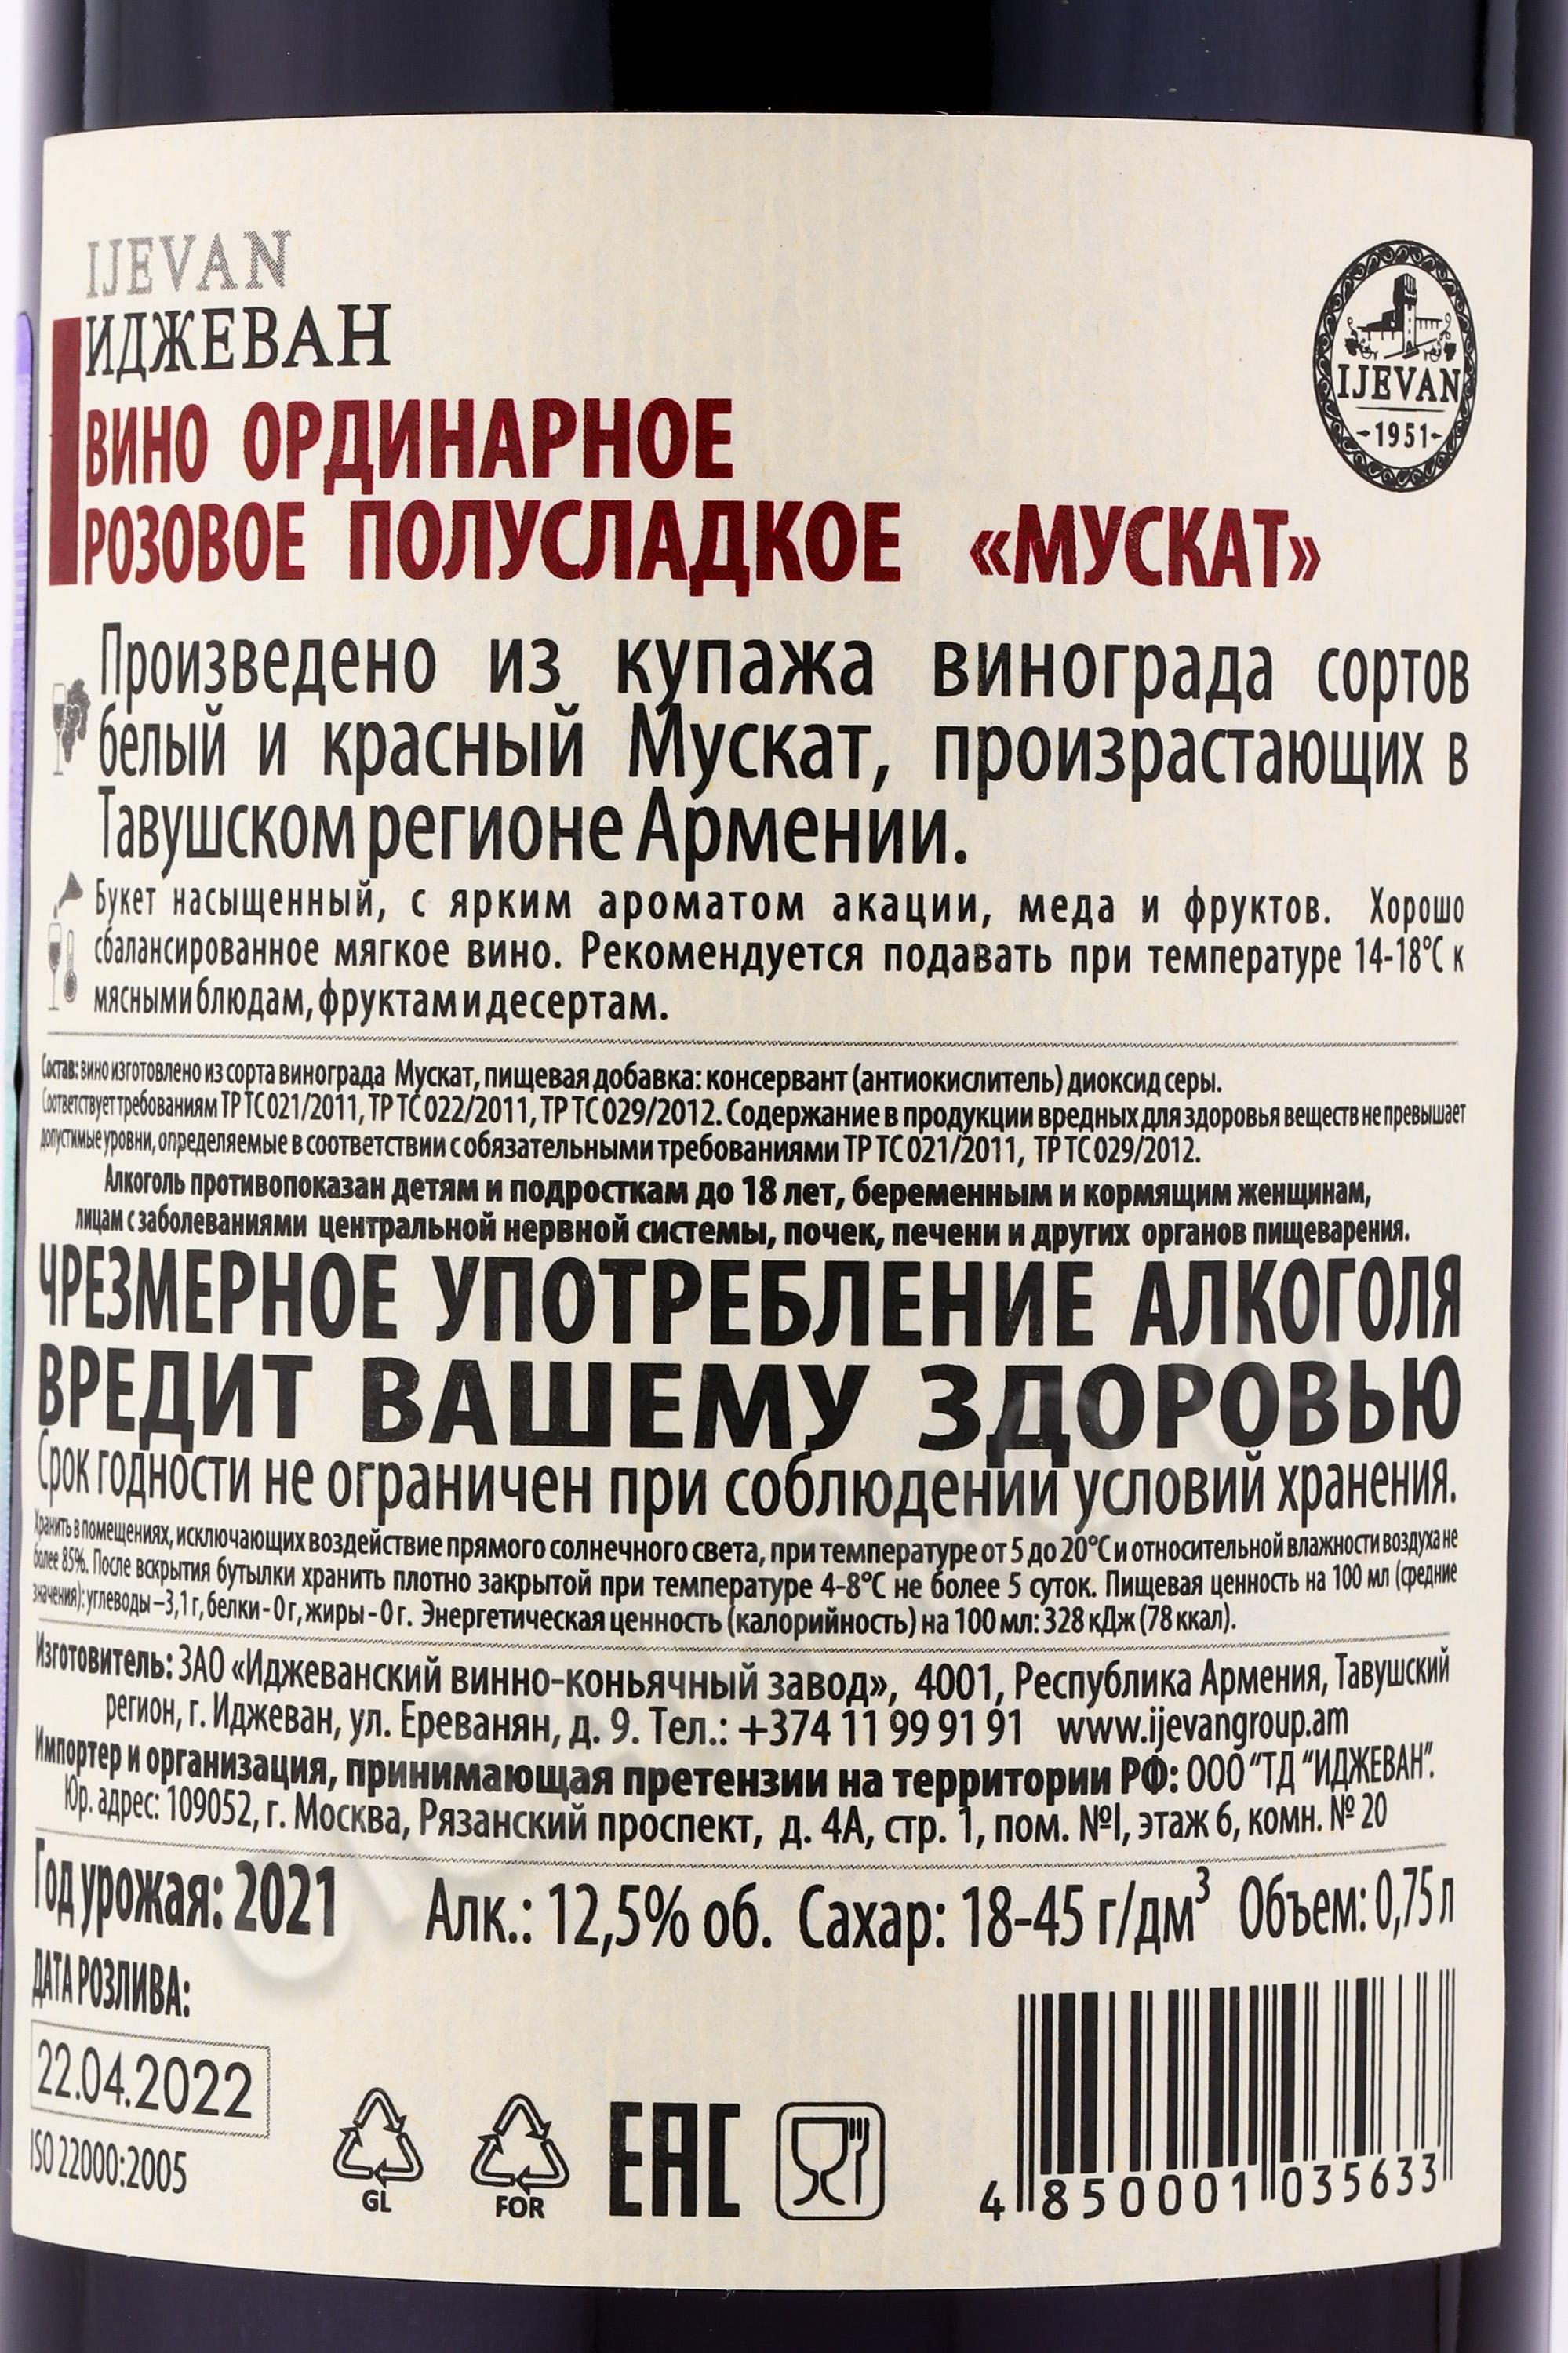 IJEVAN
ИДЖЕВАН
ВИНО ОРДИНАРНОЕ
РОЗОВОЕ ПОЛУСЛАДКОЕ «МУСКАТ»
IJEVAN
-1951-
Произведено из купажа винограда сортов
белый и красный Мускат, произрастающих в
Тавушском регионе Армении.
Букет насыщенный, с ярким ароматом акации, меда и фруктов. Хорошо
сбалансированное мягкое вино. Рекомендуется подавать при температуре 14-18°С к
мясными блюдам, фруктам и десертам.
Состав: вино изготовлено из сорта винограда Мускат, пищевая добавка: консервант (антиокислитель) диоксид серы.
Соответствует требованиям ТР ТС 021/2011, ТР ТС 022/2011, ТР ТС 029/2012. Содержание в продукции вредных для здоровья веществ не превышает
допустимые уровни, определяемые в соответствии с обязательными требованиями ТР ТС 021/2011, ТР ТС 029/2012.
Алкоголь противопоказан детям и подросткам до 18 лет, беременным и кормящим женщинам,
лицам с заболеваниями центральной нервной системы, почек, печени и других органов пищеварения.
ЧРЕЗМЕРНОЕ УПОТРЕБЛЕНИЕ АЛКОГОЛЯ
ВРЕДИТ ВАШЕМУ ЗДОРОВЬЮ
Срок годности не ограничен при соблюдении условий хранения.
Хранить в помещениях, исключающих воздействие прямого солнечного света, при температуре от 5 до 20°С и относительной влажности воздуха не
более 85%. После вскрытия бутылки хранить плотно закрытой при температуре 4-8°С не более 5 суток. Пищевая ценность на 100 мл (средние
значения): углеводы – 3,1 г, белки - 0 г, жиры - 0 г. Энергетическая ценность (калорийность) на 100 мл: 328 кДж (78 ккал).
Изготовитель: ЗАО «Иджеванский винно-коньячный завод», 4001, Республика Армения, Тавушский
регион, г. Иджеван, ул. Ереванян, д. 9. Тел.: +374 11 99 91 91 www.ijevangroup.am
Импортер и организация, принимающая претензии на территории РФ: ООО "ТД "ИДЖЕВАН".
Юр. адрес: 109052, г. Москва, Рязанский проспект, д. 4А, стр. 1, пом. №I, этаж 6, комн. № 20
Год урожая: 2021 Алк.: 12,5% об. Сахар: 18-45 г/дм³ Объем: 0,75 л
ДАТА РОЗЛИВА:
22.04.2022
ISO 22000:2005
GL
FOR
EAC
4 850001 035633